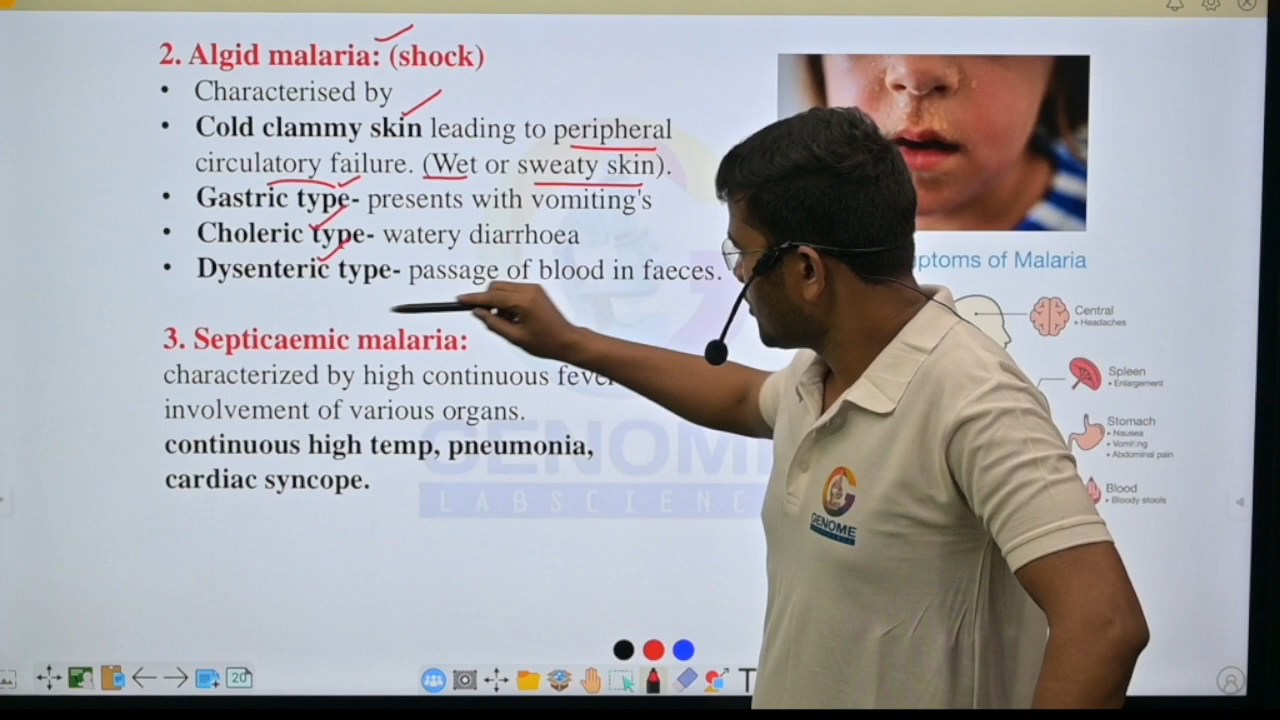 2. Algid malaria: (shock)
• Characterised by
• Cold clammy skin leading to peripheral
circulatory failure. (Wet or sweaty skin).
• Gastric type- presents with vomiting's
• Choleric type- watery diarrhoea
• Dysenteric type- passage of blood in faeces.
3. Septicaemic malaria:
characterized by high continuous fever
involvement of various organs.
continuous high temp, pneumonia,
cardiac syncope.
of Malaria
Central
• Headaches
Spleen
• Enlargement
Stomach
• Nausea
• Vomiting
• Abdominal pain
Blood
• Bloody stools
GENOM
LABSCIENC
GENOME
20
T